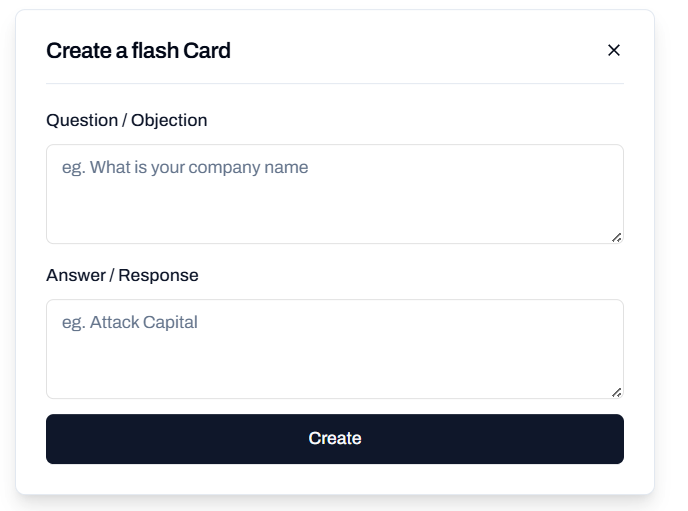 Create a flash Card
Question / Objection
eg. What is your company name
Answer / Response
eg. Attack Capital
Create